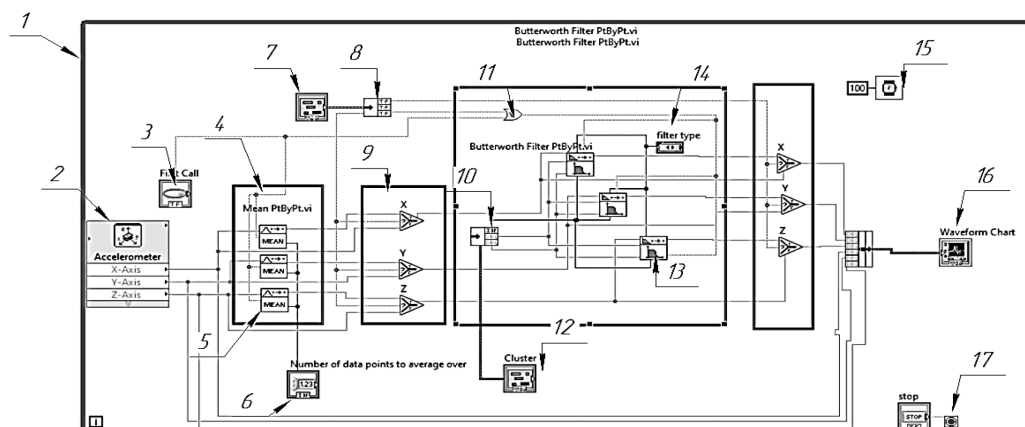 Butterworth Filter PtByPt.vi
Butterworth Filter PtByPt.vi
1
7
8
11
14
15
100
3
4
9
filter type
2
First Call
Butterworth Filter PtByPt.vi
10
X
16
Mean PtByPt.vi
X
Y
Waveform Chart
Accelerometer
MEAN
Z
X-Axis
Y
Y-Axis
MEAN
13
Z-Axis
Z
MEAN
5
12
17
Number of data points to average over
Cluster
1.23
stop
6
STOP
i